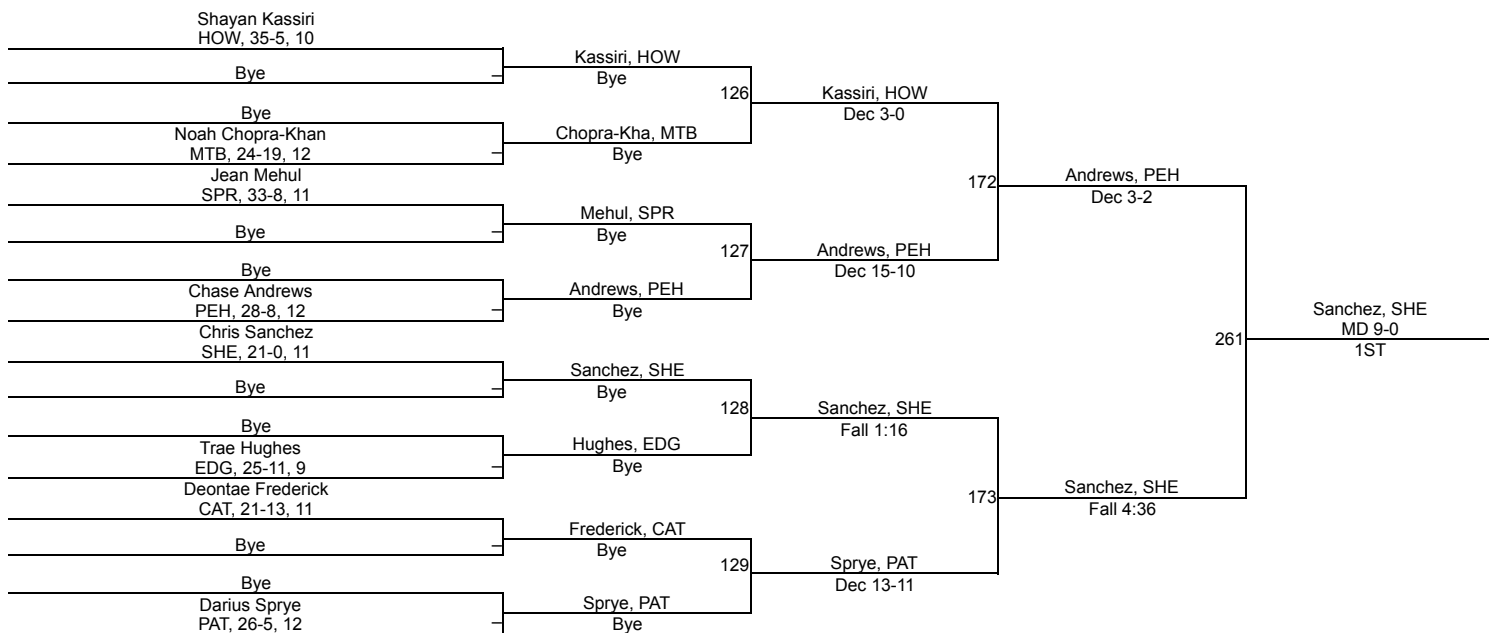 Shayan Kassiri
HOW, 35-5, 10
Bye
Bye
Noah Chopra-Khan
MTB, 24-19, 12
Jean Mehul
SPR, 33-8, 11
Bye
Bye
Chase Andrews
PEH, 28-8, 12
Chris Sanchez
SHE, 21-0, 11
Bye
Bye
Trae Hughes
EDG, 25-11, 9
Deontae Frederick
CAT, 21-13, 11
Bye
Bye
Darius Sprye
PAT, 26-5, 12
Kassiri, HOW
Bye
126
Chopra-Kha, MTB
Bye
Mehul, SPR
Bye
127
Andrews, PEH
Bye
Sanchez, SHE
Bye
128
Hughes, EDG
Bye
Frederick, CAT
Bye
129
Sprye, PAT
Bye
Kassiri, HOW
Dec 3-0
172
Andrews, PEH
Dec 15-10
Sanchez, SHE
Fall 1:16
173
Sprye, PAT
Dec 13-11
Andrews, PEH
Dec 3-2
261
Sanchez, SHE
Fall 4:36
Sanchez, SHE
MD 9-0
1ST